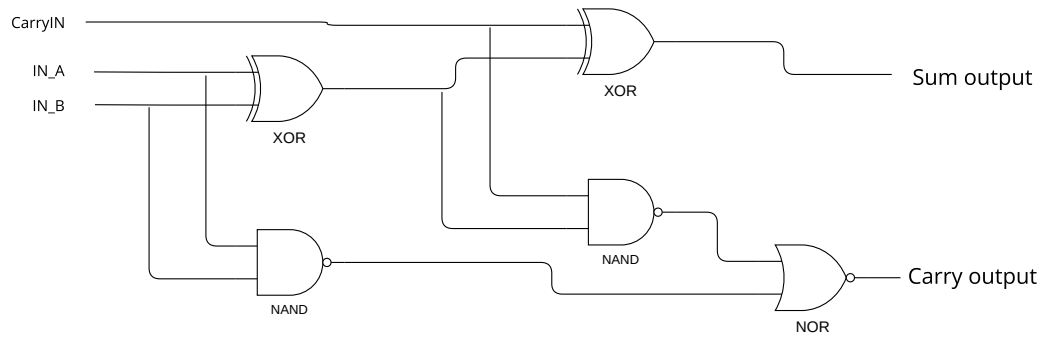 CarryIN
IN_A
IN_B
XOR
XOR
Sum output
NAND
NAND
Carry output
NOR